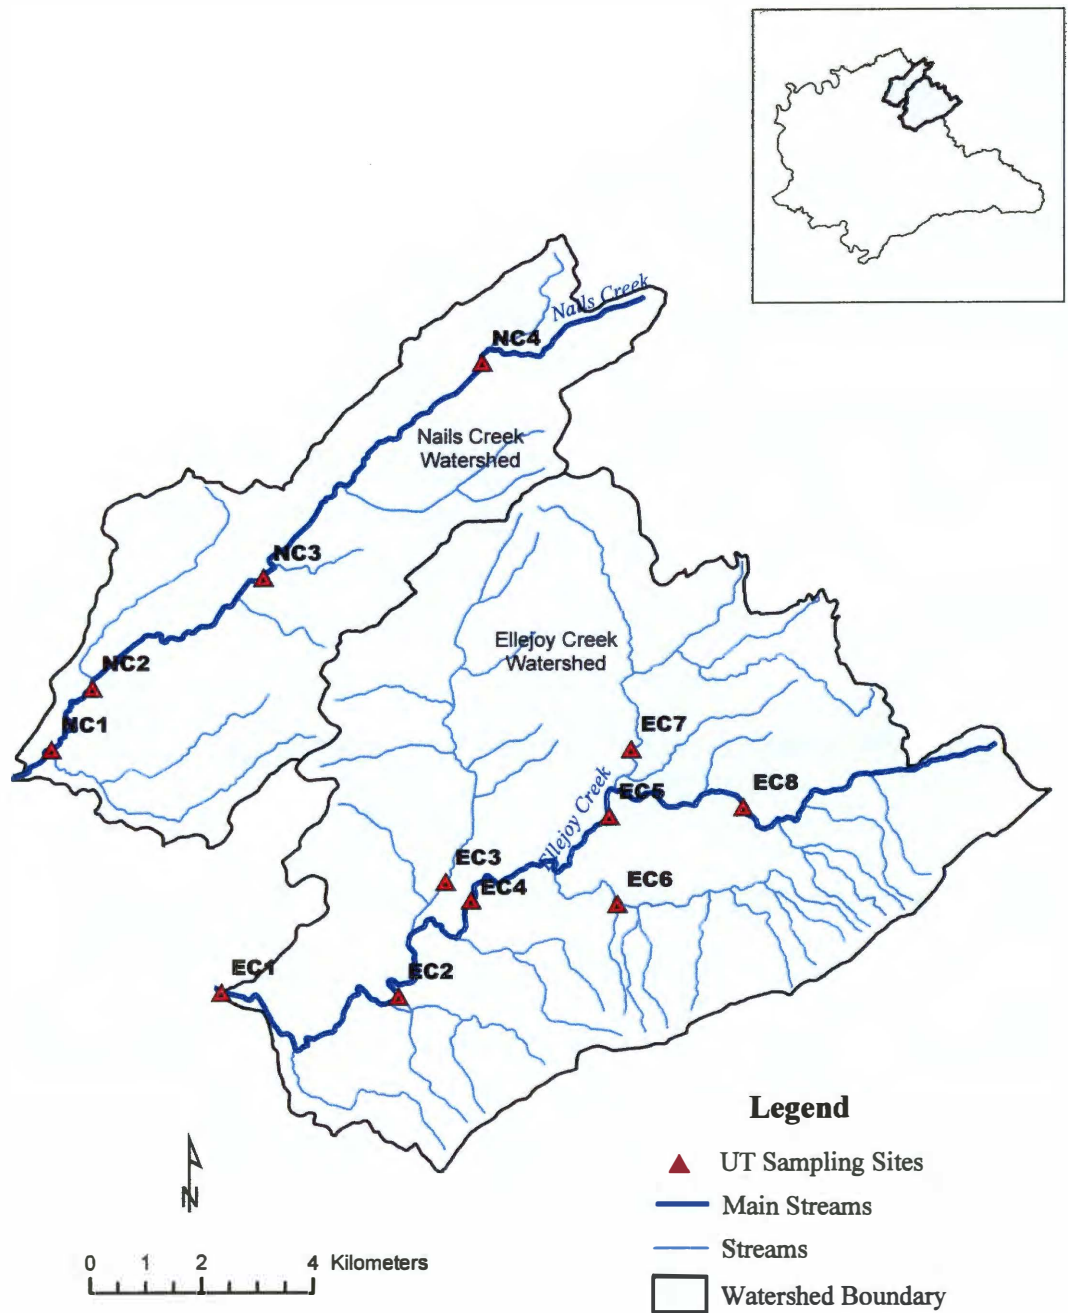 Nails Creek
NC4
Nails Creek
Watershed
NC3
Ellejoy Creek
Watershed
NC2
NC1
EC7
EC8
EC5
Ellejoy Creek
EC3
EC4
EC6
EC1
EC2
Legend
UT Sampling Sites
Main Streams
Streams
Watershed Boundary
N
0 1 2 4 Kilometers